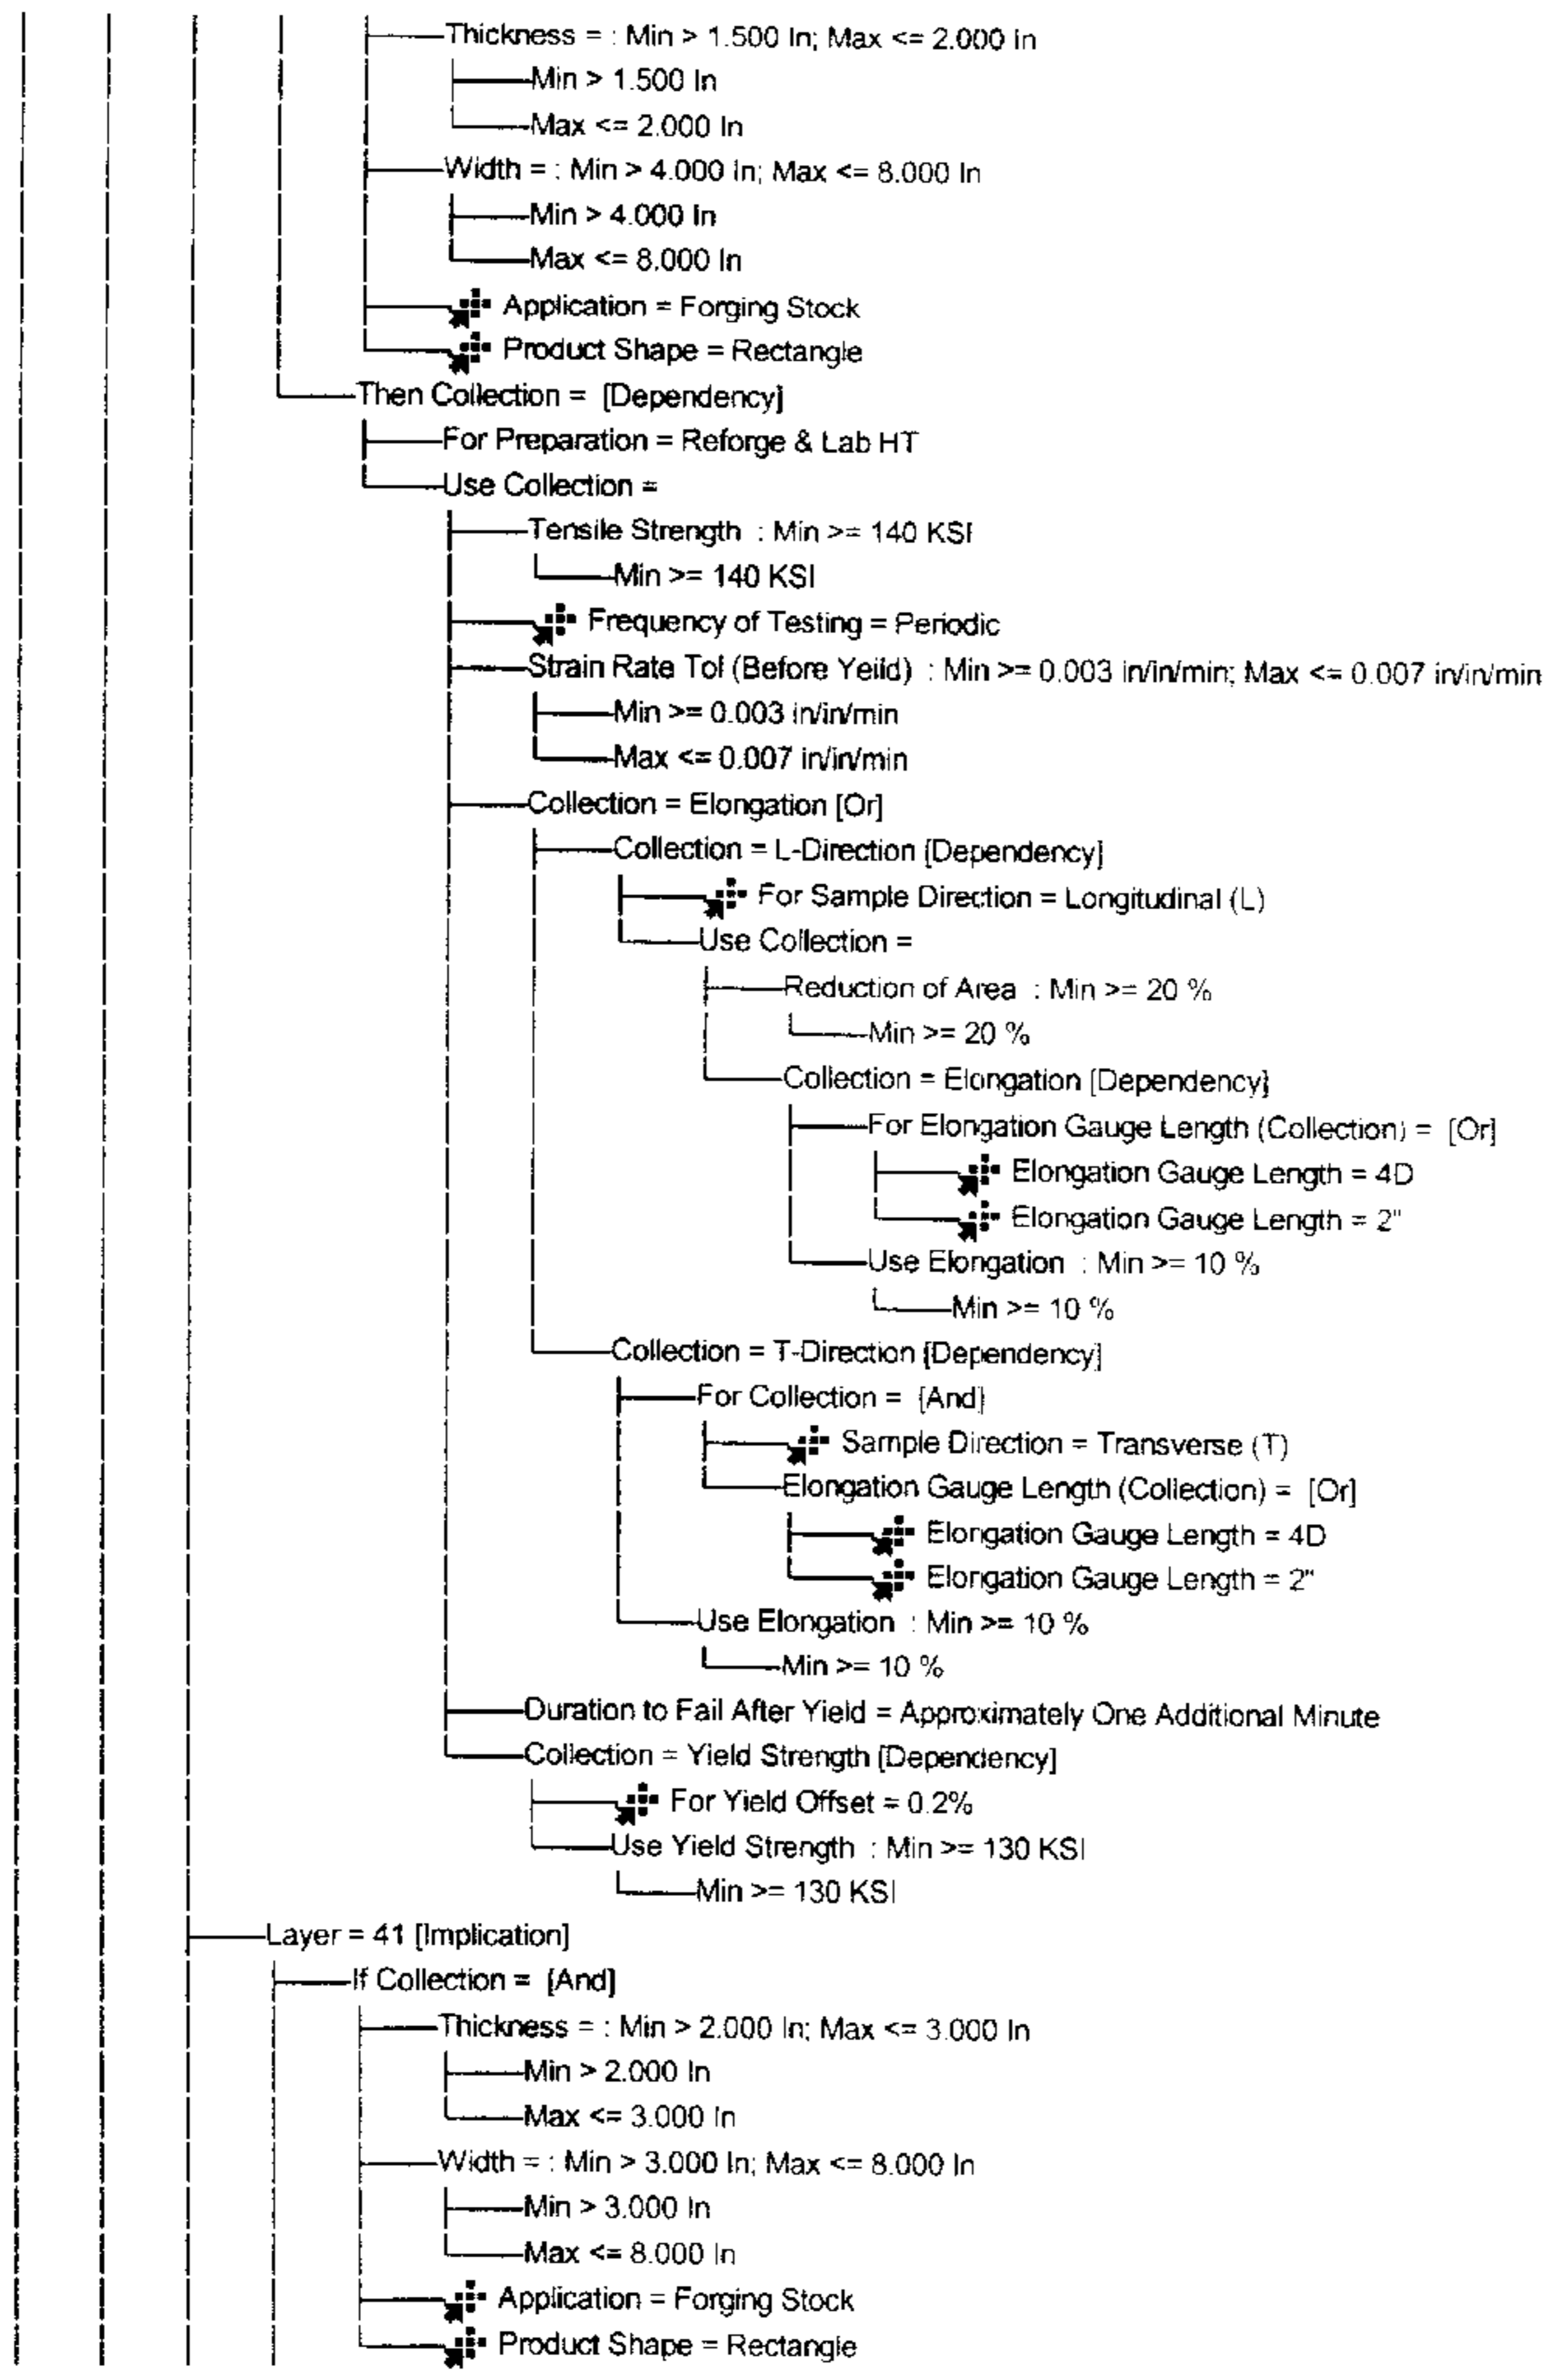 Thickness = : Min > 1.500 In; Max <= 2.000 In
Min > 1.500 In
Max <= 2.000 In
Width = : Min > 4.000 In; Max <= 8.000 In
Min > 4.000 In
Max <= 8.000 In
Application = Forging Stock
Product Shape = Rectangle
Then Collection = [Dependency]
For Preparation = Reforge & Lab HT
Use Collection =
Tensile Strength : Min >= 140 KSI
Min >= 140 KSI
Frequency of Testing = Periodic
Strain Rate Tol (Before Yeild) : Min >= 0.003 in/in/min; Max <= 0.007 in/in/min
Min >= 0.003 in/in/min
Max <= 0.007 in/in/min
Collection = Elongation [Or]
Collection = L-Direction [Dependency]
For Sample Direction = Longitudinal (L)
Use Collection =
Reduction of Area : Min >= 20 %
Min >= 20 %
Collection = Elongation [Dependency]
For Elongation Gauge Length (Collection) = [Or]
Elongation Gauge Length = 4D
Elongation Gauge Length = 2"
Use Elongation : Min >= 10 %
Min >= 10 %
Collection = T-Direction [Dependency]
For Collection = [And]
Sample Direction = Transverse (T)
Elongation Gauge Length (Collection) = [Or]
Elongation Gauge Length = 4D
Elongation Gauge Length = 2"
Use Elongation : Min >= 10 %
Min >= 10 %
Duration to Fail After Yield = Approximately One Additional Minute
Collection = Yield Strength [Dependency]
For Yield Offset = 0.2%
Use Yield Strength : Min >= 130 KSI
Min >= 130 KSI
Layer = 41 [Implication]
If Collection = [And]
Thickness = : Min > 2.000 In; Max <= 3.000 In
Min > 2.000 In
Max <= 3.000 In
Width = : Min > 3.000 In; Max <= 8.000 In
Min > 3.000 In
Max <= 8.000 In
Application = Forging Stock
Product Shape = Rectangle